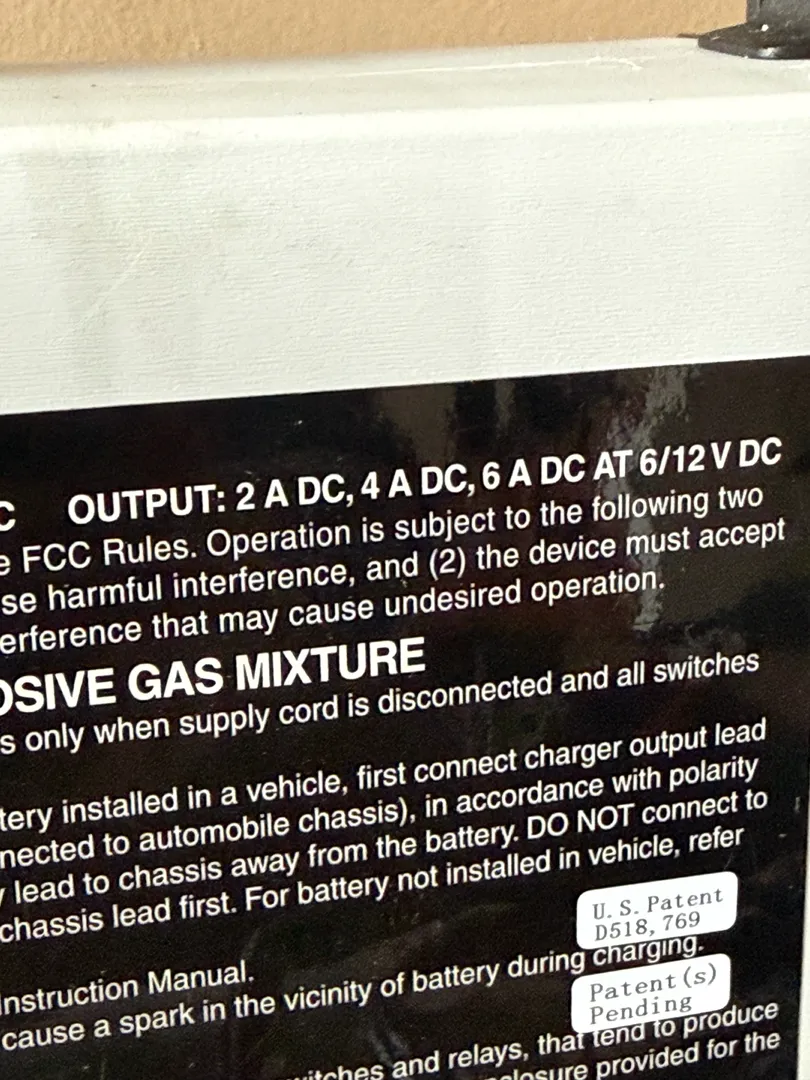 C OUTPUT: 2 A DC, 4 A DC, 6 A DC AT 6/12 V DC
e FCC Rules. Operation is subject to the following two
se harmful interference, and (2) the device must accept
erference that may cause undesired operation.
OSIVE GAS MIXTURE
s only when supply cord is disconnected and all switches
tery installed in a vehicle, first connect charger output lead
nected to automobile chassis), in accordance with polarity
y lead to chassis away from the battery. DO NOT connect to
chassis lead first. For battery not installed in vehicle, refer
U.S. Patent
D518,769
Instruction Manual.
cause a spark in the vicinity of battery during charging.
Patent(s)
Pending
witches and relays, that tend to produce
closure provided for the